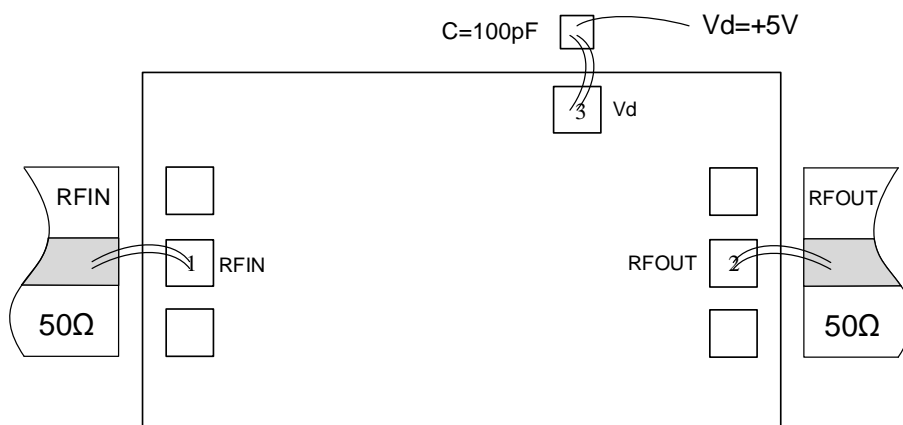 C=100pF
Vd=+5V
3
Vd
RFIN
RFOUT
1
RFIN
RFOUT
2
50Ω
50Ω